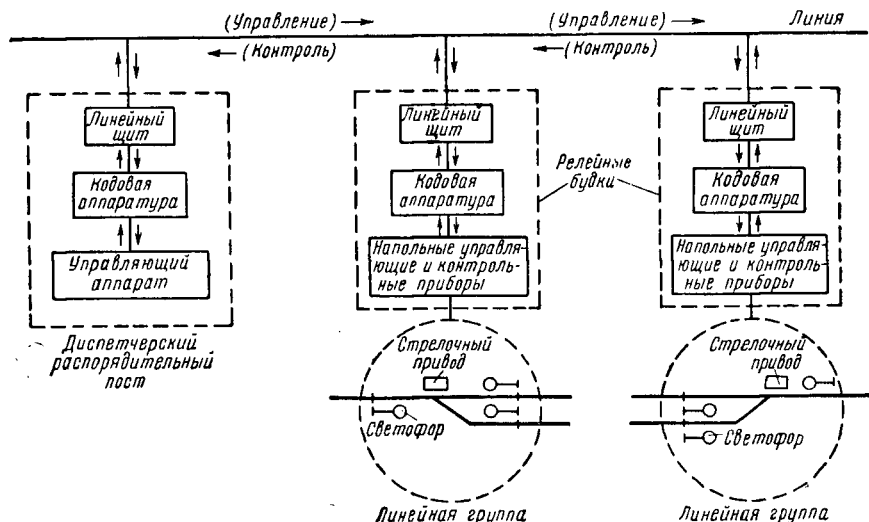 (Управление)
(Управление)
Линия
(Контроль)
(Контроль)
Линейный
щит
Кодовая
аппаратура
Управляющий
аппарат
Диспетчерский
распорядительный
пост
Линейный
щит
Кодовая
аппаратура
Напольные управля-
ющие и контроль-
ные приборы
Релейные
будки
Линейный
щит
Кодовая
аппаратура
Напольные управля-
ющие и контроль-
ные приборы
Стрелочный
привод
Светофор
Линейная группа
Стрелочный
привод
Светофор
Линейная группа